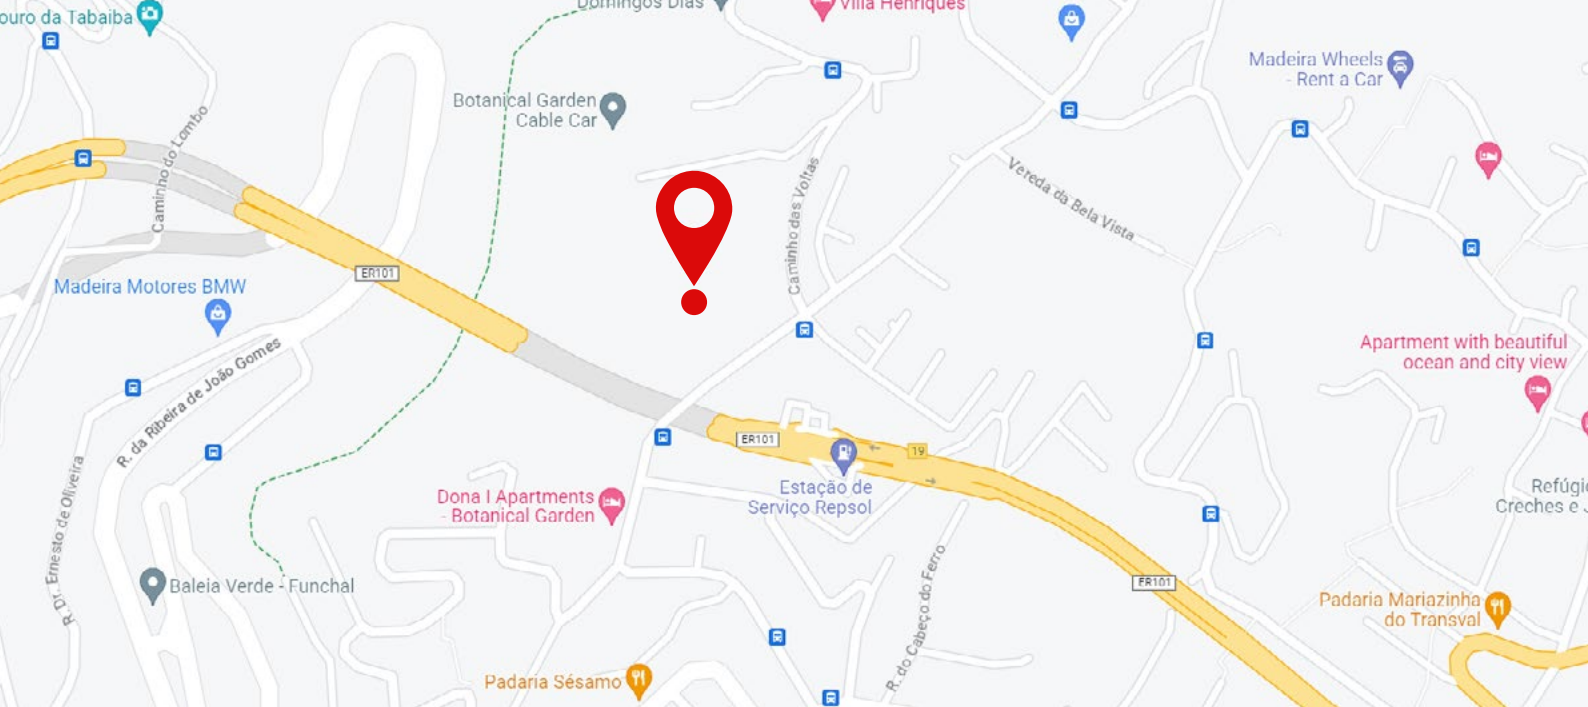 Domingos Dias
Villa Henriques
ouro da Tabaiba
Madeira Wheels
- Rent a Car
Botanical Garden
Cable Car
Caminho do Lombo
Caminho das Voltas
Vereda da Bela Vista
ER101
Madeira Motores BMW
R. da Ribeira de João Gomes
Apartment with beautiful
ocean and city view
ER101
19
Estação de
Serviço Repsol
Dona I Apartments
- Botanical Garden
Refúgi
Creches e J
R. Dr. Ernesto de Oliveira
Baleia Verde - Funchal
R. do Cabeço do Ferro
ER101
Padaria Mariazinha
do Transval
Padaria Sésamo